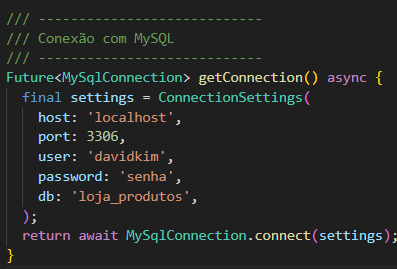 /// ----------------------------
/// Conexão com MySQL
/// ----------------------------
Future<MySqlConnection> getConnection() async {
  final settings = ConnectionSettings(
    host: 'localhost',
    port: 3306,
    user: 'davidkim',
    password: 'senha',
    db: 'loja_produtos',
  );
  return await MySqlConnection.connect(settings);
}